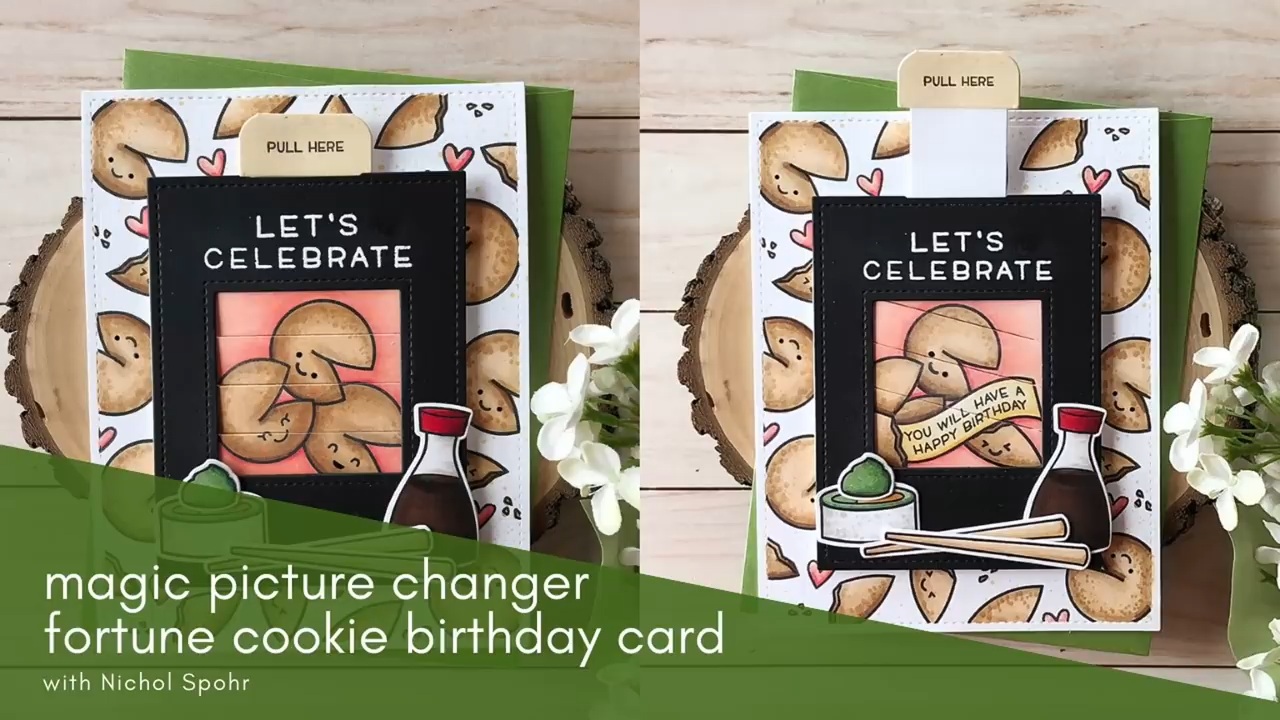 PULL HERE
LET'S
CELEBRATE
PULL HERE
LET'S
CELEBRATE
YOU WILL HAVE A
HAPPY BIRTHDAY
magic picture changer
fortune cookie birthday card
with Nichol Spohr